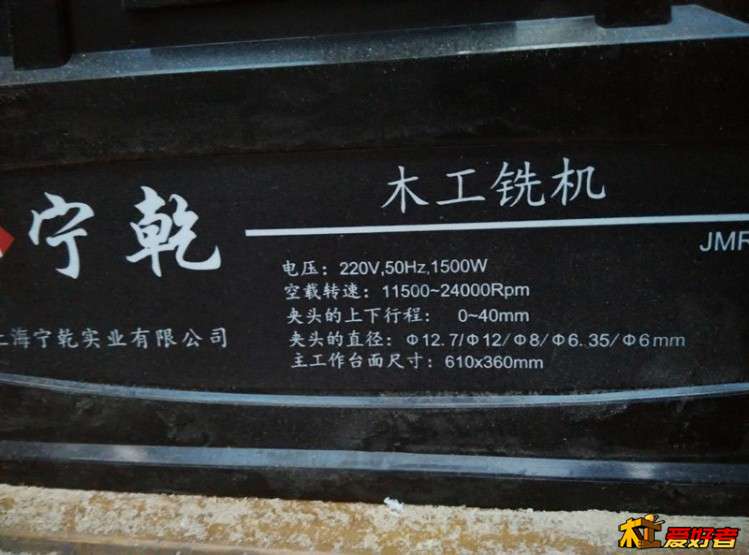 宁乾
木工铣机
JMR
电压：220V,50Hz,1500W
空载转速：11500~24000Rpm
夹头的上下行程： 0~40mm
夹头的直径：Φ12.7/Φ12/Φ8/Φ6.35/Φ6mm
主工作台面尺寸：610x360mm
上海宁乾实业有限公司
木工爱好者